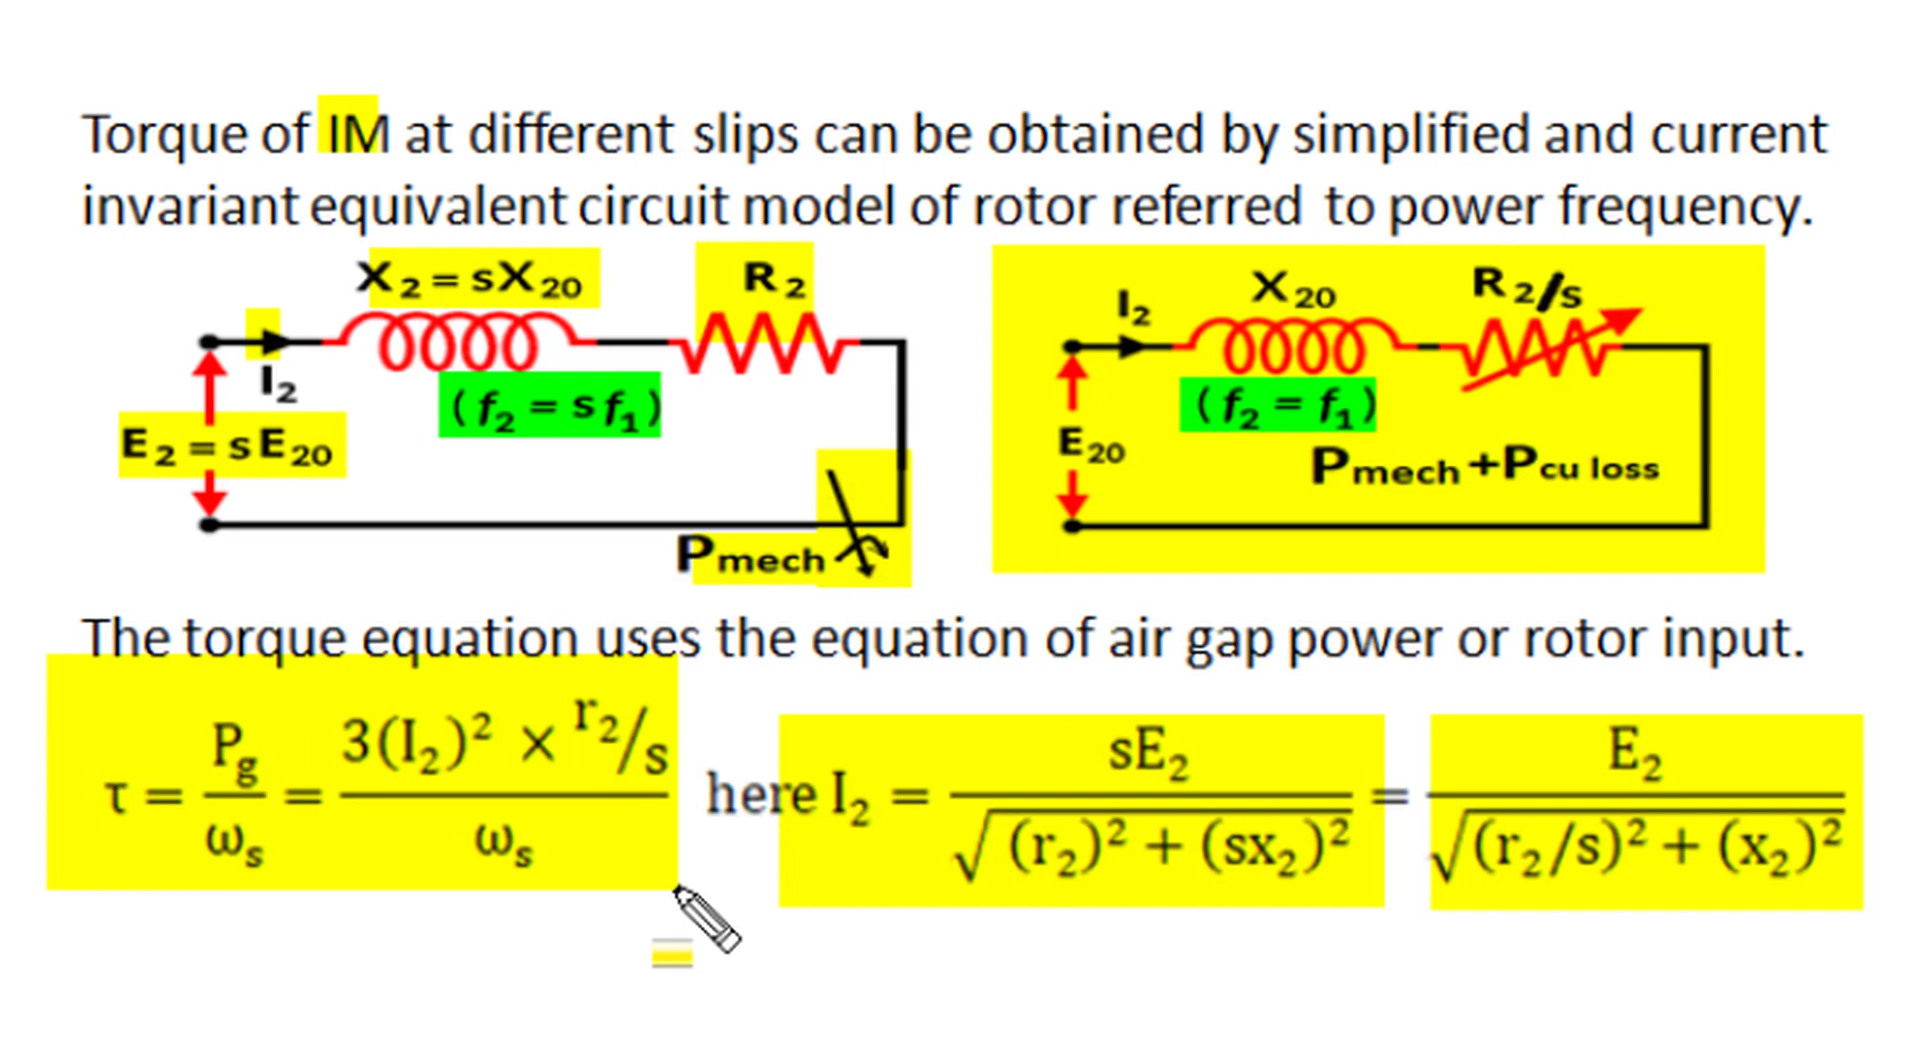 Torque of IM at different slips can be obtained by simplified and current
invariant equivalent circuit model of rotor referred to power frequency.
X₂ = sX₂₀
R₂
I₂
(f₂ = s f₁)
E₂ = sE₂₀
Pmech
I₂
X₂₀
R₂/s
(f₂ = f₁)
E₂₀
Pmech+Pcu loss
The torque equation uses the equation of air gap power or rotor input.
τ = Pg/ωs = 3(I₂)² × r₂/s / ωs here I₂ = sE₂ / √(r₂)² + (sx₂)² = E₂ / √(r₂/s)² + (x₂)²